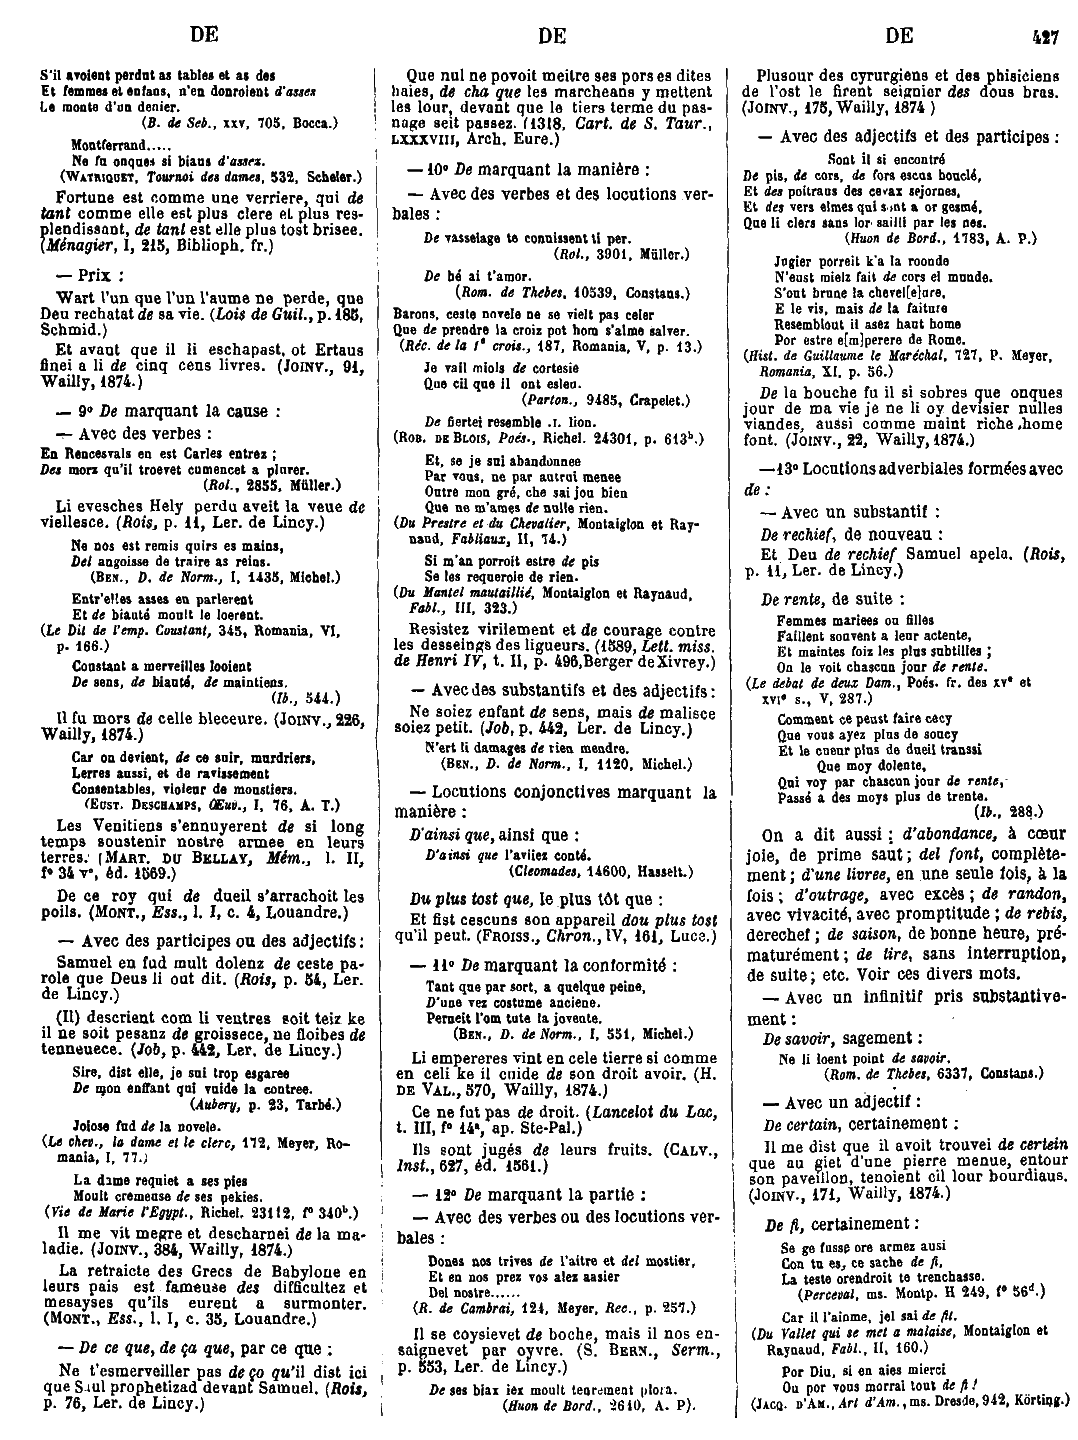 DE
DE
DE
427
S'il avoient perdut as tables et as des
Et femmes et enfans, n'en donroient d'assex
Le monte d'un denier.
(B. de Seb., xxv, 705, Bocca.)
Montferrand.....
Ne fu onques si biaus d'assez.
(WATRIQUET, Tournoi des dames, 532, Scheler.)
Fortune est comme une verriere, qui de
tant comme elle est plus clere et plus res-
plendissant, de tant est elle plus tost brisee.
(Ménagier, I, 215, Biblioph. fr.)
— Prix :
Wart l'un que l'un l'aume ne perde, que
Deu rechatat de sa vie. (Lois de Guil., p. 185,
Schmid.)
Et avant que il li eschapast, ot Ertaus
finei a li de cinq cens livres. (JOINV., 91,
Wailly, 1874.)
— 9° De marquant la cause :
— Avec des verbes :
En Rencesvals en est Carles entrez ;
Des morz qu'il troevet cumencet a plurer.
(Rol., 2855, Müller.)
Li evesches Hely perdu aveit la veue de
viellesce. (Rois, p. 11, Ler. de Lincy.)
Ne nos est remis quirs es mains,
Del angoisse de traire as reins.
(BEN., D. de Norm., I, 1435, Michel.)
Entr'elles asses en parlerent
Et de biauté moult le loerent.
(Le Dit de l'emp. Coustant, 345, Romania, VI,
p. 166.)
Constant a merveilles looient
De sens, de biauté, de maintiens.
(Ib., 544.)
Il fu mors de celle bleceure. (JOINV., 226,
Wailly, 1874.)
Car on devient, de ce suir, murdriers,
Lerres aussi, et de ravissement
Consentables, violeur de monstiers.
(EUST. DESCHAMPS, Œuv., I, 76, A. T.)
Les Venitiens s'ennuyerent de si long
temps soustenir nostre armee en leurs
terres. (MART. DU BELLAY, Mém., l. II,
f° 34 v°, éd. 1569.)
De ce roy qui de dueil s'arrachoit les
poils. (MONT., Ess., l. I, c. 4, Louandre.)
— Avec des participes ou des adjectifs :
Samuel en fud mult dolenz de ceste pa-
role que Deus li out dit. (Rois, p. 54, Ler.
de Lincy.)
(Il) descrient com li ventres soit teiz ke
il ne soit pesanz de groissece, ne floibes de
tenneuece. (Job, p. 442, Ler. de Lincy.)
Sire, dist elle, je sui trop esgaree
De mon enffant qui vuide la contree.
(Aubery, p. 23, Tarbé.)
Joiose fud de la novele.
(Le chev., la dame et le clerc, 172, Meyer, Ro-
mania, I, 77.)
La dame requiet a ses pies
Moult cremeuse de ses pekies.
(Vie de Marie l'Egypt., Richel. 23112, f° 340b.)
Il me vit megre et descharnei de la ma-
ladie. (JOINV., 384, Wailly, 1874.)
La retraicte des Grecs de Babylone en
leurs pais est fameuse des difficultez et
mesayses qu'ils eurent a surmonter.
(MONT., Ess., l. I, c. 35, Louandre.)
— De ce que, de ça que, par ce que :
Ne t'esmerveiller pas de ço qu'il dist ici
que Saul prophetizad devant Samuel. (Rois,
p. 76, Ler. de Lincy.)
Que nul ne povoit meitre ses pors es dites
haies, de cha que les marcheans y mettent
les lour, devant que le tiers terme du pas-
nage seit passez. (1318, Cart. de S. Taur.,
LXXXVIII, Arch. Eure.)
— 10° De marquant la manière :
— Avec des verbes et des locutions ver-
bales :
De vasselage te connissent ti per.
(Rol., 3901, Müller.)
De bé ai t'amor.
(Rom. de Thebes, 10539, Constans.)
Barons, ceste novele ne se vielt pas celer
Que de prendre la croiz pot hom s'alme salver.
(Réc. de la 1e crois., 187, Romania, V, p. 13.)
Je vail miols de cortesie
Que cil que il ont esleu.
(Parton., 9485, Crapelet.)
De fiertei resemble .I. lion.
(ROB. DE BLOIS, Poés., Richel. 24301, p. 613b.)
Et, se je sui abandonnee
Par vous, ne par autrui menee
Outre mon gré, che sai jou bien
Que ne m'ames de nulle rien.
(Du Prestre et du Chevalier, Montaiglon et Ray-
naud, Fabliaux, II, 74.)
Si m'an porroit estre de pis
Se les requeroie de rien.
(Du Mantel mautaillié, Montaiglon et Raynaud,
Fabl., III, 323.)
Resistez virilement et de courage contre
les desseings des ligueurs. (1589, Lett. miss.
de Henri IV, t. II, p. 496, Berger de Xivrey.)
— Avec des substantifs et des adjectifs :
Ne soiez enfant de sens, mais de malisce
soiez petit. (Job, p. 442, Ler. de Lincy.)
N'ert li damages de rien mendre.
(BEN., D. de Norm., I, 1120, Michel.)
— Locutions conjonctives marquant la
manière :
D'ainsi que, ainsi que :
D'ainsi que l'aviiez conté.
(Cleomades, 14600, Hasselt.)
Du plus tost que, le plus tôt que :
Et fist cescuns son appareil dou plus tost
qu'il peut. (FROISS., Chron., IV, 161, Luce.)
— 11° De marquant la conformité :
Tant que par sort, a quelque peine,
D'une vez costume anciene.
Perneit l'om tute la jovente.
(BEN., D. de Norm., I, 551, Michel.)
Li empereres vint en cele tierre si comme
en celi ke il cuide de son droit avoir. (H.
DE VAL., 570, Wailly, 1874.)
Ce ne fut pas de droit. (Lancelot du Lac,
t. III, f° 14a, ap. Ste-Pal.)
Ils sont jugés de leurs fruits. (CALV.,
Inst., 627, éd. 1561.)
— 12° De marquant la partie :
— Avec des verbes ou des locutions ver-
bales :
Dones nos trives de l'aitre et del mostier,
Et en nos prez vos alez aasier
Del nostre......
(R. de Cambrai, 124, Meyer, Rec., p. 257.)
Il se coysievet de boche, mais il nos en-
saignevet par oyvre. (S. BERN., Serm.,
p. 553, Ler. de Lincy.)
De ses biax iex moult tenrement plora.
(Huon de Bord., 2610, A. P).
Plusour des cyrurgiens et des phisiciens
de l'ost le firent seignier des dous bras.
(JOINV., 175, Wailly, 1874 )
— Avec des adjectifs et des participes :
Sont il si encontré
De pis, de cors, de fors escus bouclé,
Et des poitraus des cevax sejornes,
Et des vers elmes qui sont a or gesmé,
Que li clers sans lor sailli par les nes.
(Huon de Bord., 1783, A. P.)
Jugier porreit k'a la roonde
N'eust mielz fait de cors el monde.
S'out brune la chevel[e]ure,
E le vis, mais de la faiture
Resemblout il asez haut home
Por estre e[m]perere de Rome.
(Hist. de Guillaume le Maréchal, 727, P. Meyer,
Romania, XI, p. 56.)
De la bouche fu il si sobres que onques
jour de ma vie je ne li oy devisier nulles
viandes, aussi comme maint riche home
font. (JOINV., 22, Wailly, 1874.)
— 13° Locutions adverbiales formées avec
de :
— Avec un substantif :
De rechief, de nouveau :
Et Deu de rechief Samuel apela. (Rois,
p. 11, Ler. de Lincy.)
De rente, de suite :
Femmes mariees ou filles
Faillent souvent a leur actente,
Et maintes foiz les plus subtilles ;
On le voit chascun jour de rente.
(Le debat de deux Dam., Poés. fr. des xve et
xvie s., V, 287.)
Comment ce peust faire cecy
Que vous ayez plus de soucy
Et le cueur plus de dueil transsi
Que moy dolente,
Qui voy par chascun jour de rente,
Passé a des moys plus de trente.
(Ib., 288.)
On a dit aussi : d'abondance, à cœur
joie, de prime saut ; del font, complète-
ment ; d'une livree, en une seule fois, à la
fois ; d'outrage, avec excès ; de randon,
avec vivacité, avec promptitude ; de rebis,
derechef ; de saison, de bonne heure, pré-
maturément ; de tire, sans interruption,
de suite ; etc. Voir ces divers mots.
— Avec un infinitif pris substantive-
ment :
De savoir, sagement :
Ne li loent point de savoir.
(Rom. de Thebes, 6337, Constans.)
— Avec un adjectif :
De certain, certainement :
Il me dist que il avoit trouvei de certein
que au giet d'une pierre menue, entour
son paveillon, tenoient cil lour bourdiaus.
(JOINV., 171, Wailly, 1874.)
De fi, certainement :
Se ge fusse ore armez ausi
Con tu es, ce sache de fi,
La teste orendroit te trenchasse.
(Perceval, ms. Montp. H 249, f° 56d.)
Car il l'ainme, jel sai de fit.
(Du Vallet qui se met a malaise, Montaiglon et
Raynaud, Fabl., II, 160.)
Por Diu, si en aies mierci
Ou por vous morrai tout de fi !
(JACQ. D'AM., Art d'Am., ms. Dresde, 942, Körting.)